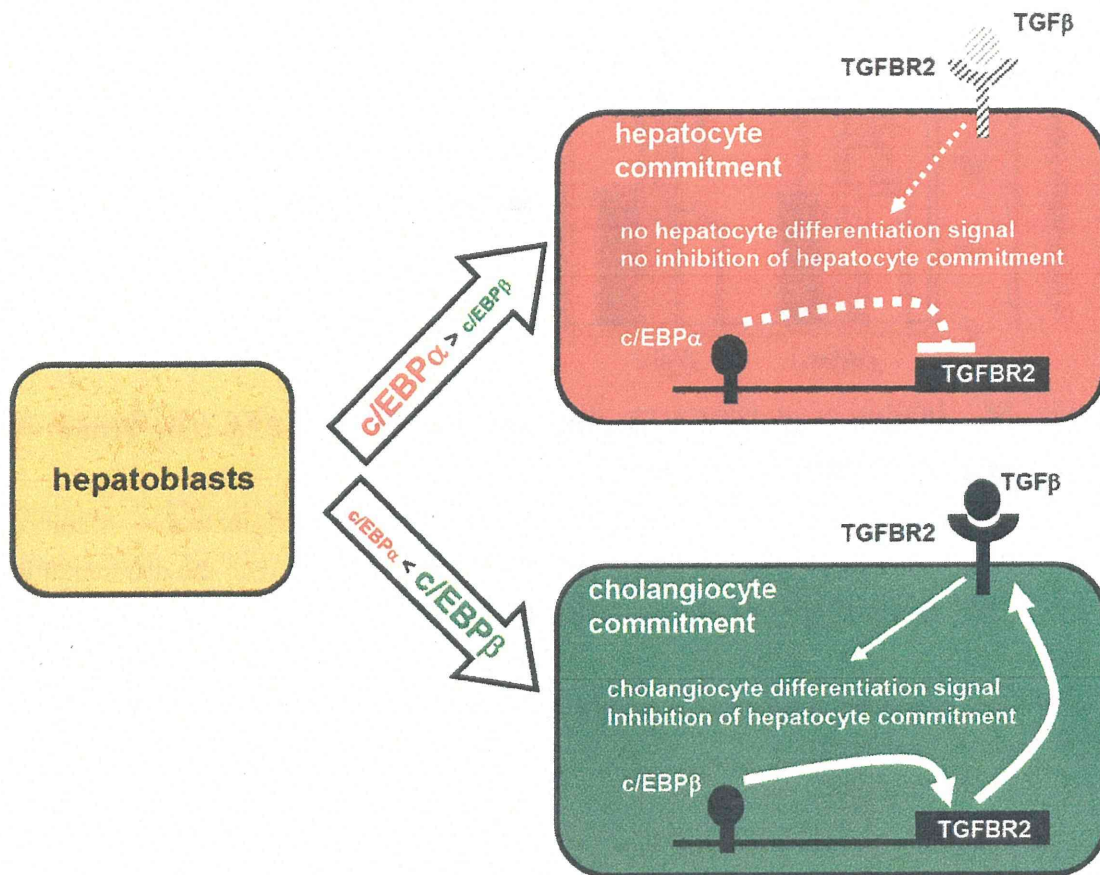 TGFβ
TGFBR2
hepatocyte
commitment
no hepatocyte differentiation signal
no inhibition of hepatocyte commitment
c/EBPα
TGFBR2
c/EBPα > c/EBPβ
hepatoblasts
c/EBPα < c/EBPβ
TGFβ
TGFBR2
cholangiocyte
commitment
cholangiocyte differentiation signal
Inhibition of hepatocyte commitment
c/EBPβ
TGFBR2